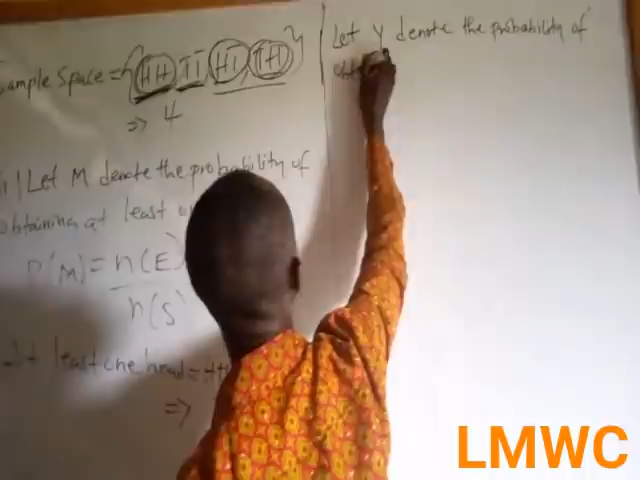 Sample Space = { HH TT HT TH }
=> 4
Let M denote the probability of
obtaining at least
P(M) = n(E)
n(S)
At least one head =
=>
Let Y denote the probability of
LMWC